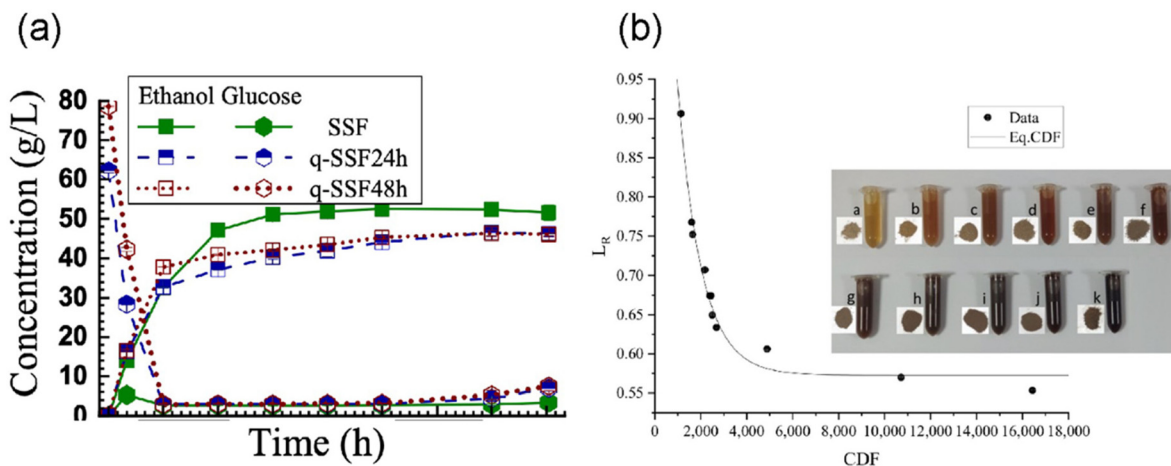 (a)
(b)
Ethanol Glucose
SSF
q-SSF24h
q-SSF48h
Concentration (g/L)
80
70
60
50
40
30
20
10
0
Time (h)
0.95
0.90
0.85
0.80
0.75
0.70
0.65
0.60
0.55
L_R
Data
Eq.CDF
a b c d e f
g h i j k
0 2,000 4,000 6,000 8,000 10,000 12,000 14,000 16,000 18,000
CDF